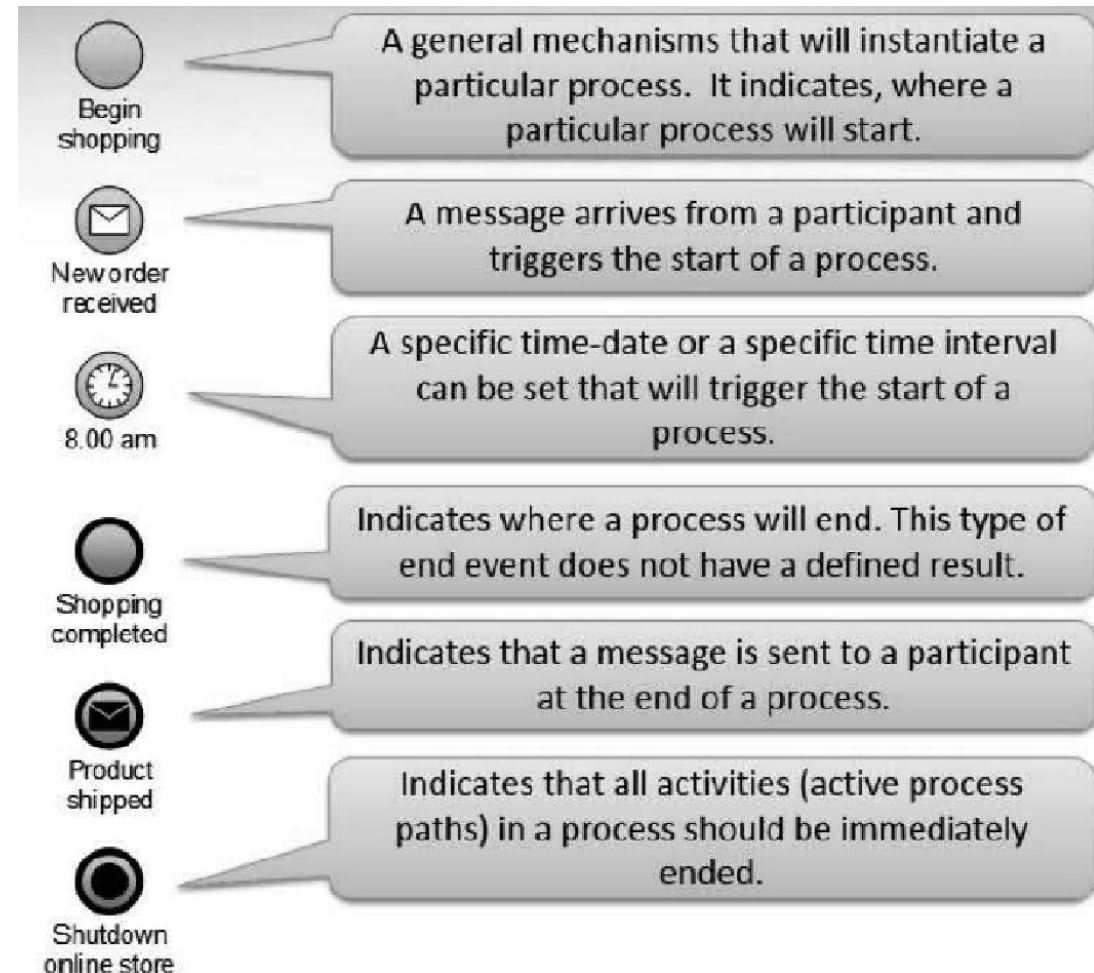 Begin
shopping
A general mechanisms that will instantiate a
particular process. It indicates, where a
particular process will start.
New order
received
A message arrives from a participant and
triggers the start of a process.
8.00 am
A specific time-date or a specific time interval
can be set that will trigger the start of a
process.
Shopping
completed
Indicates where a process will end. This type of
end event does not have a defined result.
Product
shipped
Indicates that a message is sent to a participant
at the end of a process.
Shutdown
online store
Indicates that all activities (active process
paths) in a process should be immediately
ended.